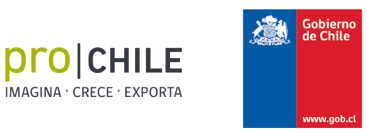 pro|CHILE
IMAGINA · CRECE · EXPORTA
Gobierno
de Chile
www.gob.cl